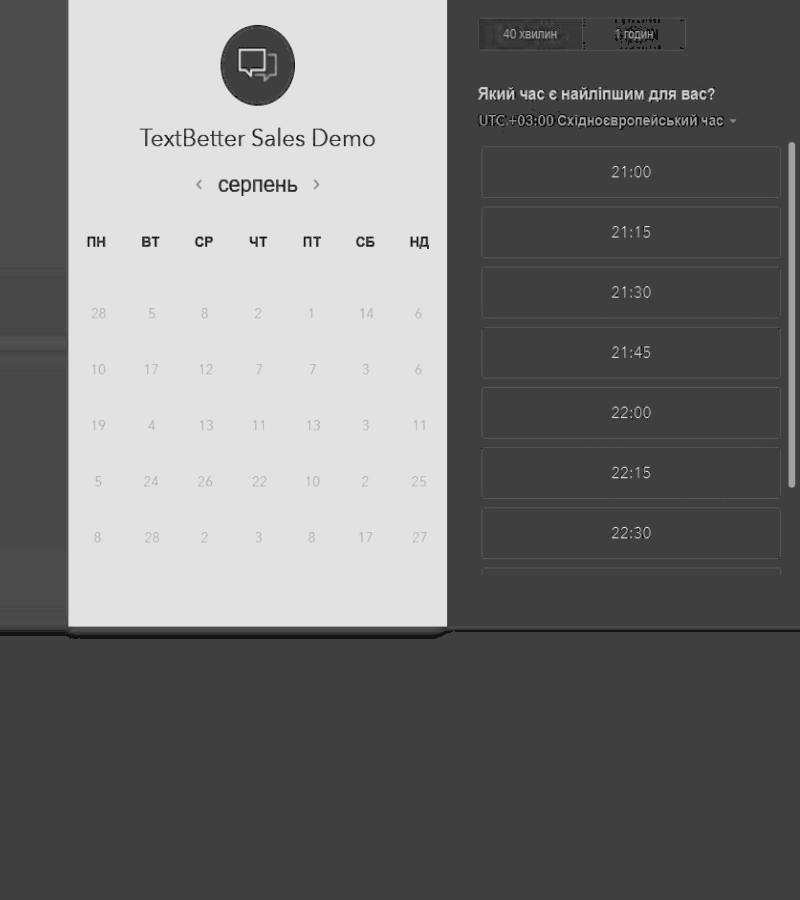 TextBetter Sales Demo
серпень
ПН ВТ СР ЧТ ПТ СБ НД
28 5 8 2 1 14 6
10 17 12 7 7 3 6
19 4 13 11 13 3 11
5 24 26 22 10 2 25
8 28 2 3 8 17 27
40 хвилин 1 годин
Який час є найліпшим для вас?
UTC +03:00 Східноєвропейський час
21:00
21:15
21:30
21:45
22:00
22:15
22:30